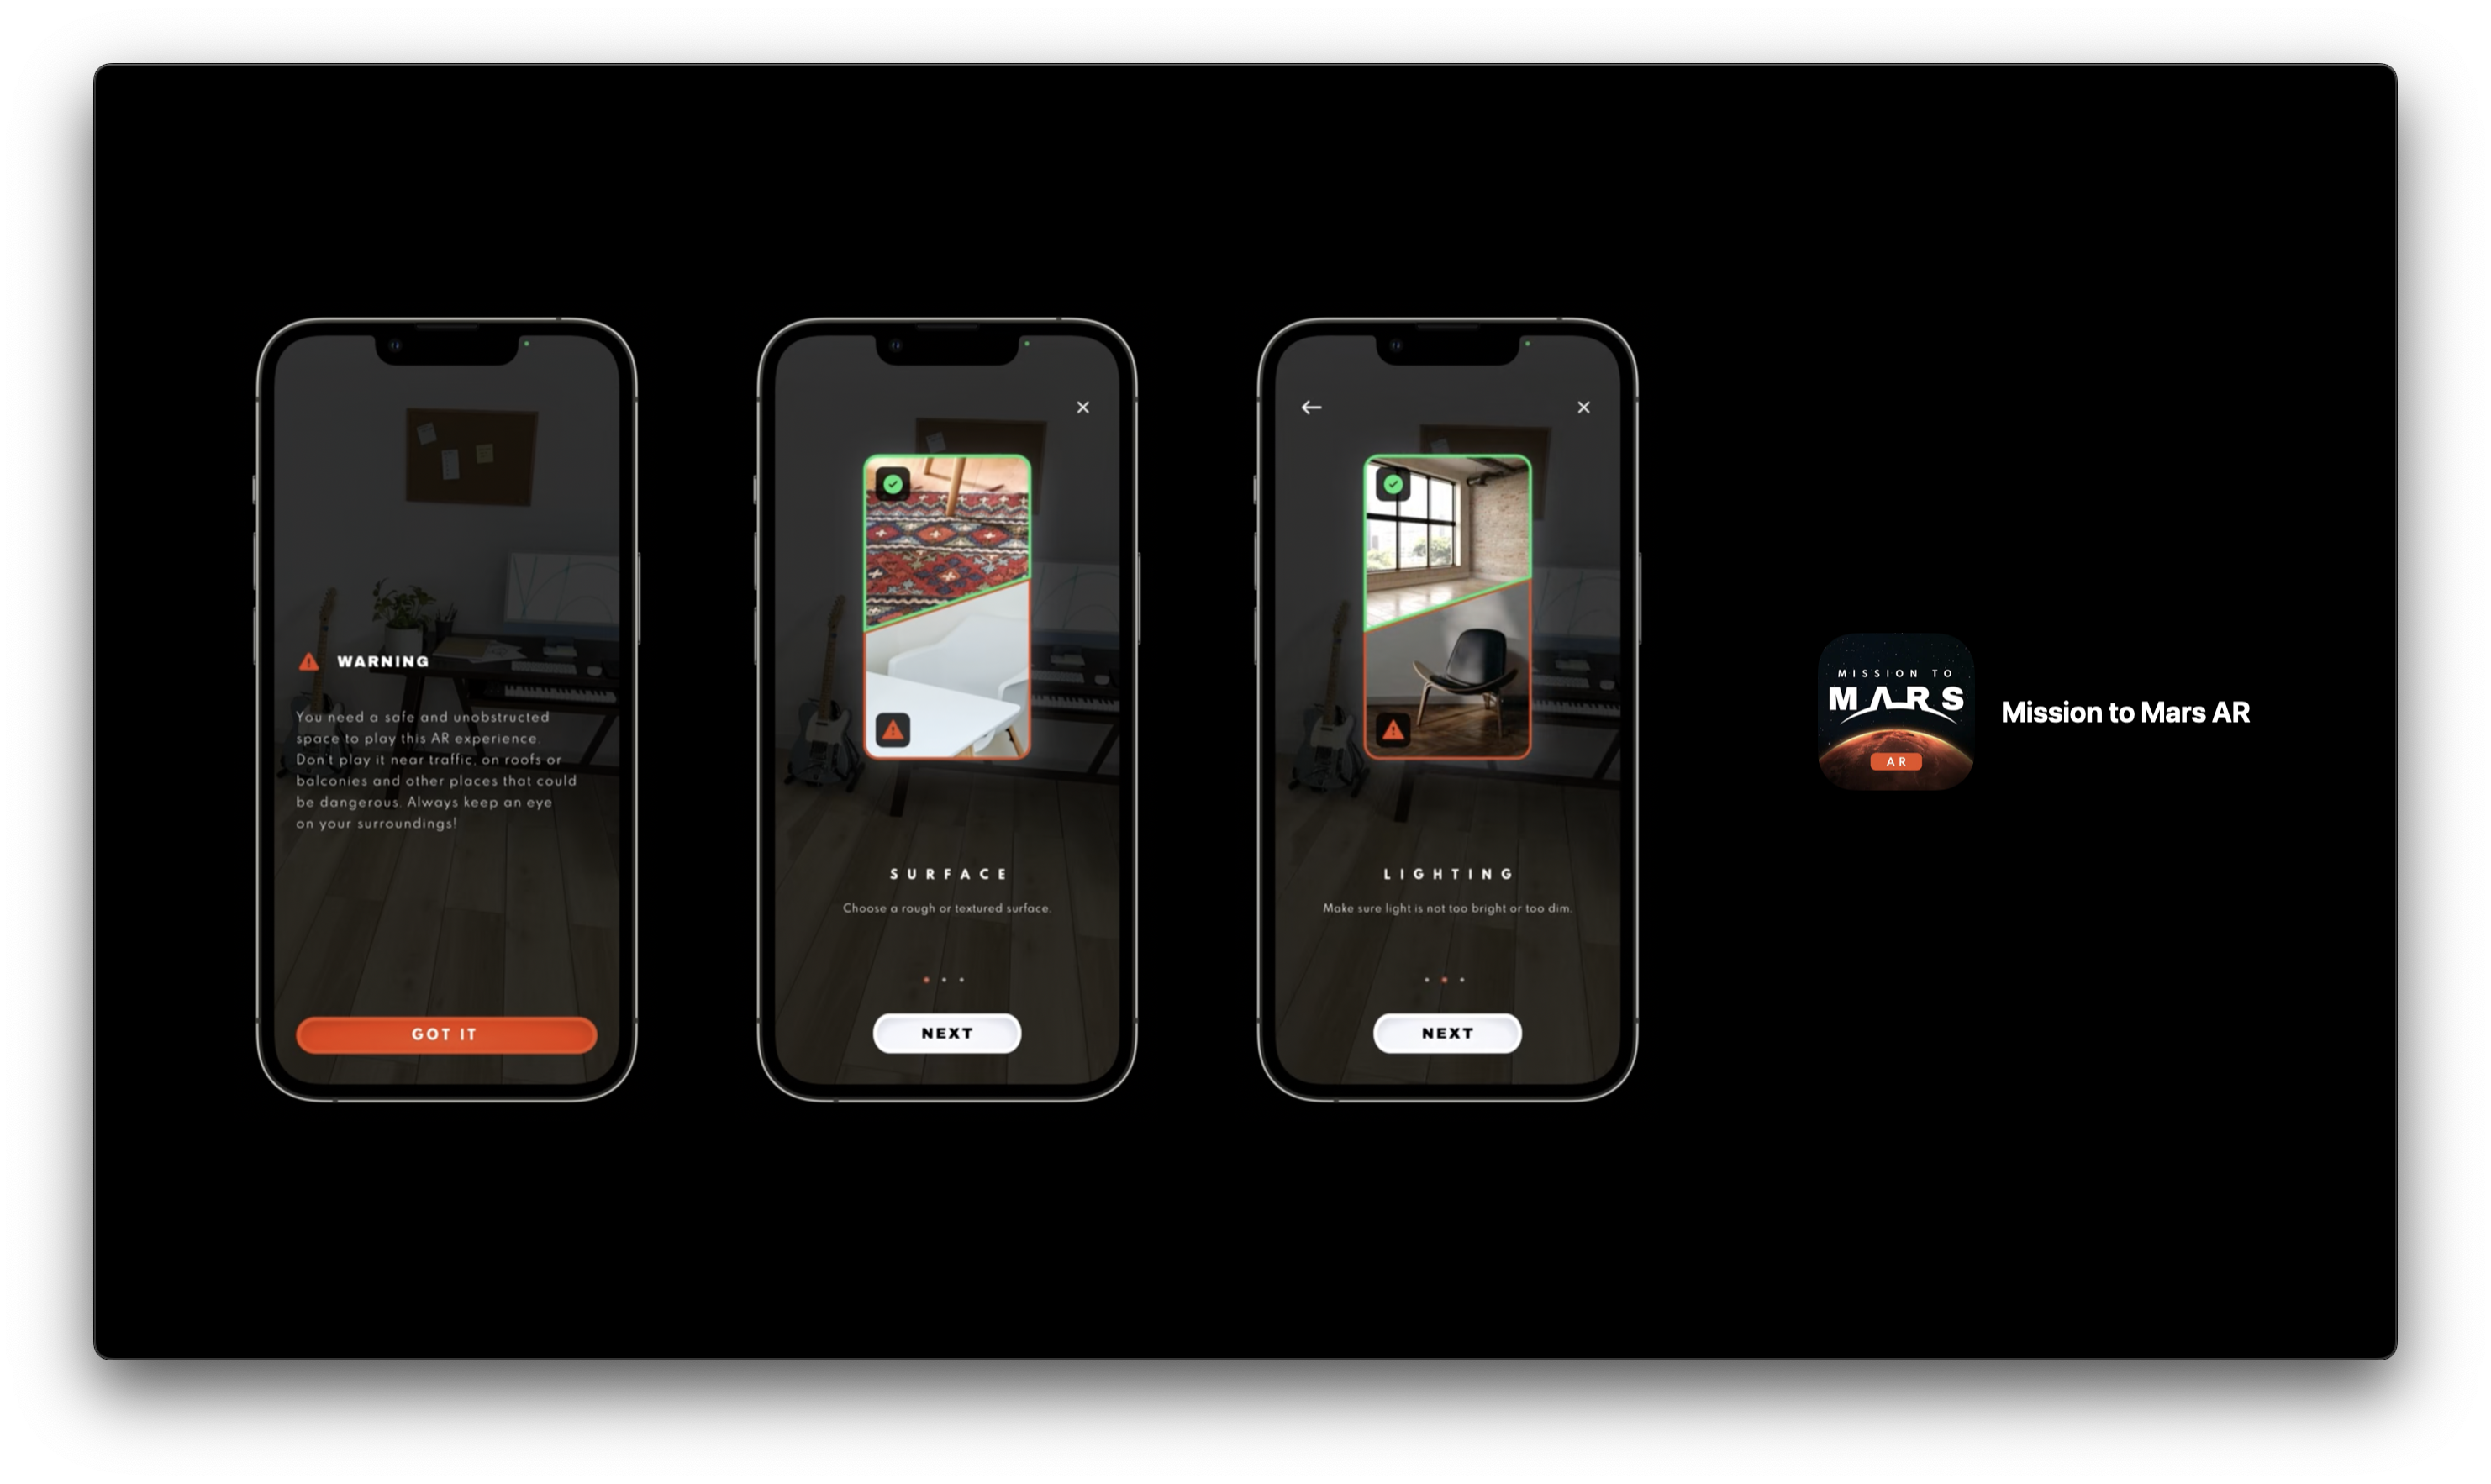 WARNING
You need a safe and unobstructed
space to play this AR experience.
Don't play it near traffic, on roofs or
balconies and other places that could
be dangerous. Always keep an eye
on your surroundings!
GOT IT
SURFACE
Choose a rough or textured surface.
NEXT
LIGHTING
Make sure light is not too bright or too dim.
NEXT
MISSION TO
MARS
AR
Mission to Mars AR